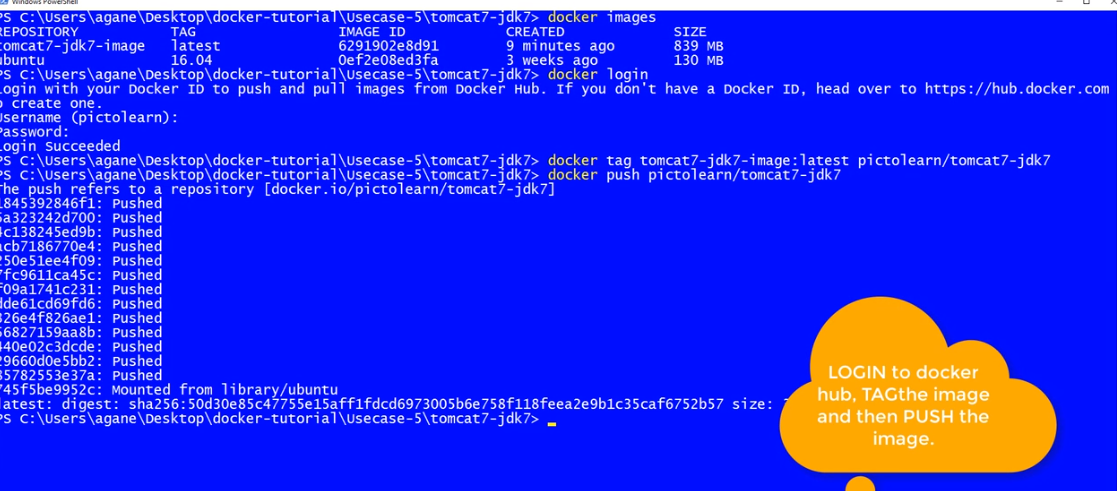 Windows PowerShell
PS C:\Users\agane\Desktop\docker-tutorial\Usecase-5\tomcat7-jdk7> docker images
REPOSITORY TAG IMAGE ID CREATED SIZE
tomcat7-jdk7-image latest 6291902e8d91 9 minutes ago 839 MB
ubuntu 16.04 0ef2e08ed3fa 3 weeks ago 130 MB
PS C:\Users\agane\Desktop\docker-tutorial\Usecase-5\tomcat7-jdk7> docker login
Login with your Docker ID to push and pull images from Docker Hub. If you don't have a Docker ID, head over to https://hub.docker.com
o create one.
Username (pictolearn):
Password:
Login Succeeded
PS C:\Users\agane\Desktop\docker-tutorial\Usecase-5\tomcat7-jdk7> docker tag tomcat7-jdk7-image:latest pictolearn/tomcat7-jdk7
PS C:\Users\agane\Desktop\docker-tutorial\Usecase-5\tomcat7-jdk7> docker push pictolearn/tomcat7-jdk7
The push refers to a repository [docker.io/pictolearn/tomcat7-jdk7]
1845392846f1: Pushed
5a323242d700: Pushed
4c138245ed9b: Pushed
acb7186770e4: Pushed
250e51ee4f09: Pushed
7fc9611ca45c: Pushed
f09a1741c231: Pushed
dde61cd69fd6: Pushed
326e4f826ae1: Pushed
56827159aa8b: Pushed
440e02c3dcde: Pushed
29660d0e5bb2: Pushed
85782553e37a: Pushed
745f5be9952c: Mounted from library/ubuntu
latest: digest: sha256:50d30e85c47755e15aff1fdcd6973005b6e758f118feea2e9b1c35caf6752b57 size:
PS C:\Users\agane\Desktop\docker-tutorial\Usecase-5\tomcat7-jdk7>
LOGIN to docker
hub, TAGthe image
and then PUSH the
image.